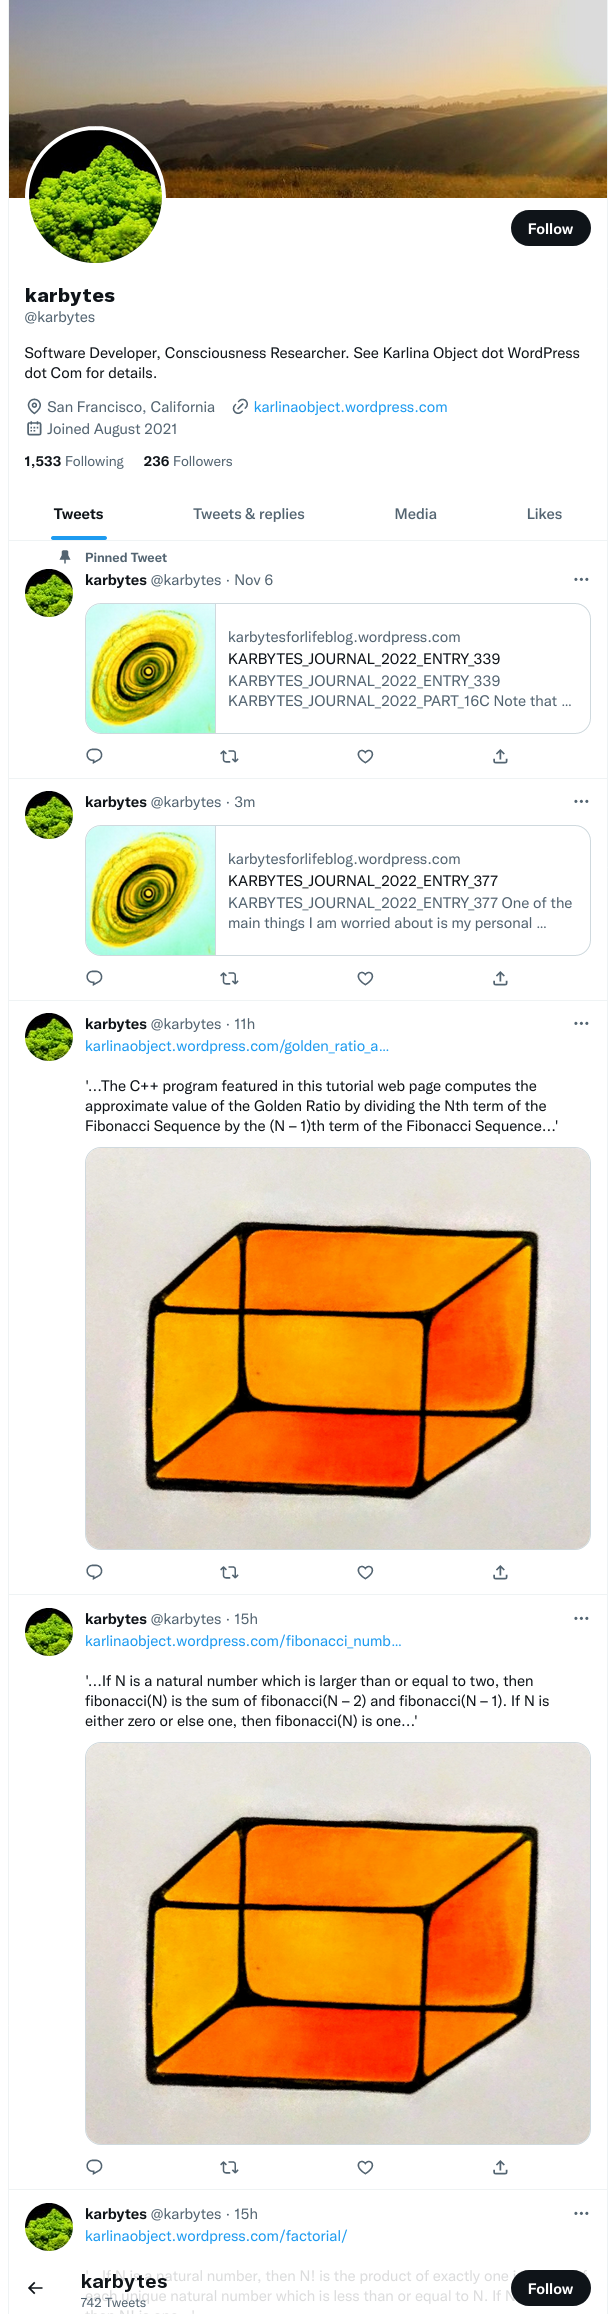 Follow
karbytes
@karbytes
Software Developer, Consciousness Researcher. See Karlina Object dot WordPress
dot Com for details.
San Francisco, California karlinaobject.wordpress.com
Joined August 2021
1,533 Following 236 Followers
Tweets Tweets & replies Media Likes
Pinned Tweet
karbytes @karbytes · Nov 6
karbytesforlifeblog.wordpress.com
KARBYTES_JOURNAL_2022_ENTRY_339
KARBYTES_JOURNAL_2022_ENTRY_339
KARBYTES_JOURNAL_2022_PART_16C Note that ...
karbytes @karbytes · 3m
karbytesforlifeblog.wordpress.com
KARBYTES_JOURNAL_2022_ENTRY_377
KARBYTES_JOURNAL_2022_ENTRY_377 One of the
main things I am worried about is my personal ...
karbytes @karbytes · 11h
karlinaobject.wordpress.com/golden_ratio_a...
'...The C++ program featured in this tutorial web page computes the
approximate value of the Golden Ratio by dividing the Nth term of the
Fibonacci Sequence by the (N – 1)th term of the Fibonacci Sequence...'
karbytes @karbytes · 15h
karlinaobject.wordpress.com/fibonacci_numb...
'...If N is a natural number which is larger than or equal to two, then
fibonacci(N) is the sum of fibonacci(N – 2) and fibonacci(N – 1). If N is
either zero or else one, then fibonacci(N) is one...'
karbytes @karbytes · 15h
karlinaobject.wordpress.com/factorial/
natural number, then N! is the product of exactly one
each unique natural number which is less than or equal to N. If
karbytes
742 Tweets
Follow